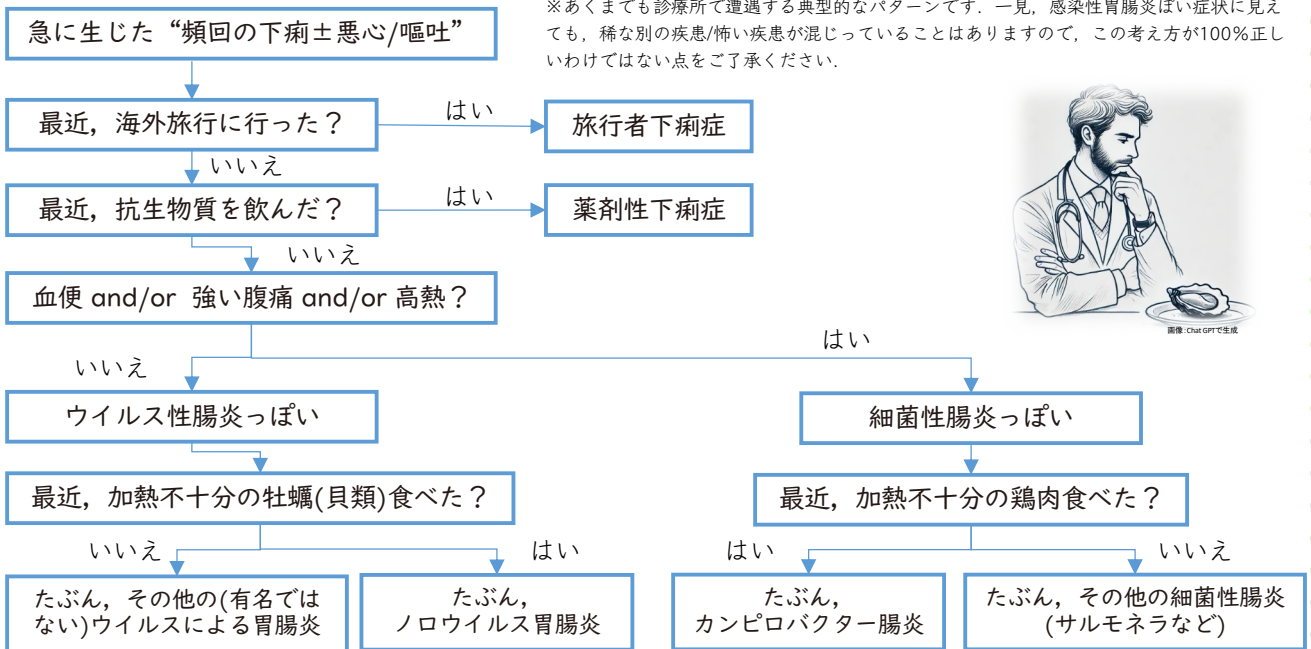 急に生じた“頻回の下痢±悪心/嘔吐”
※あくまでも診療所で遭遇する典型的なパターンです．一見，感染性胃腸炎ぽい症状に見え
ても，稀な別の疾患/怖い疾患が混じっていることはありますので，この考え方が100%正し
いわけではない点をご了承ください．
最近，海外旅行に行った？
はい
旅行者下痢症
いいえ
最近，抗生物質を飲んだ？
はい
薬剤性下痢症
いいえ
血便 and/or 強い腹痛 and/or 高熱？
画像：Chat GPTで生成
いいえ
はい
ウイルス性腸炎っぽい
細菌性腸炎っぽい
最近，加熱不十分の牡蠣(貝類)食べた？
最近，加熱不十分の鶏肉食べた？
いいえ
はい
はい
いいえ
たぶん，その他の(有名では
ない)ウイルスによる胃腸炎
たぶん，
ノロウイルス胃腸炎
たぶん，
カンピロバクター腸炎
たぶん，その他の細菌性腸炎
(サルモネラなど)